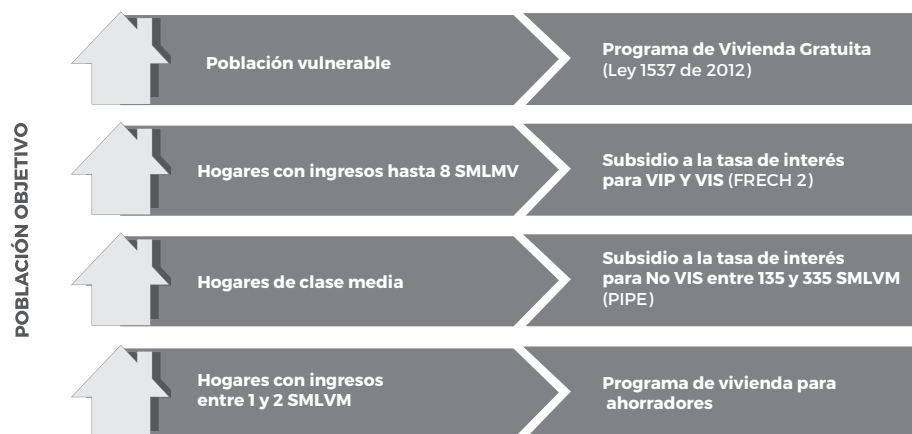 POBLACIÓN OBJETIVO
Población vulnerable
Programa de Vivienda Gratuita
(Ley 1537 de 2012)
Hogares con ingresos hasta 8 SMLMV
Subsidio a la tasa de interés
para VIP Y VIS (FRECH 2)
Hogares de clase media
Subsidio a la tasa de interés
para No VIS entre 135 y 335 SMLVM
(PIPE)
Hogares con ingresos
entre 1 y 2 SMLVM
Programa de vivienda para
ahorradores